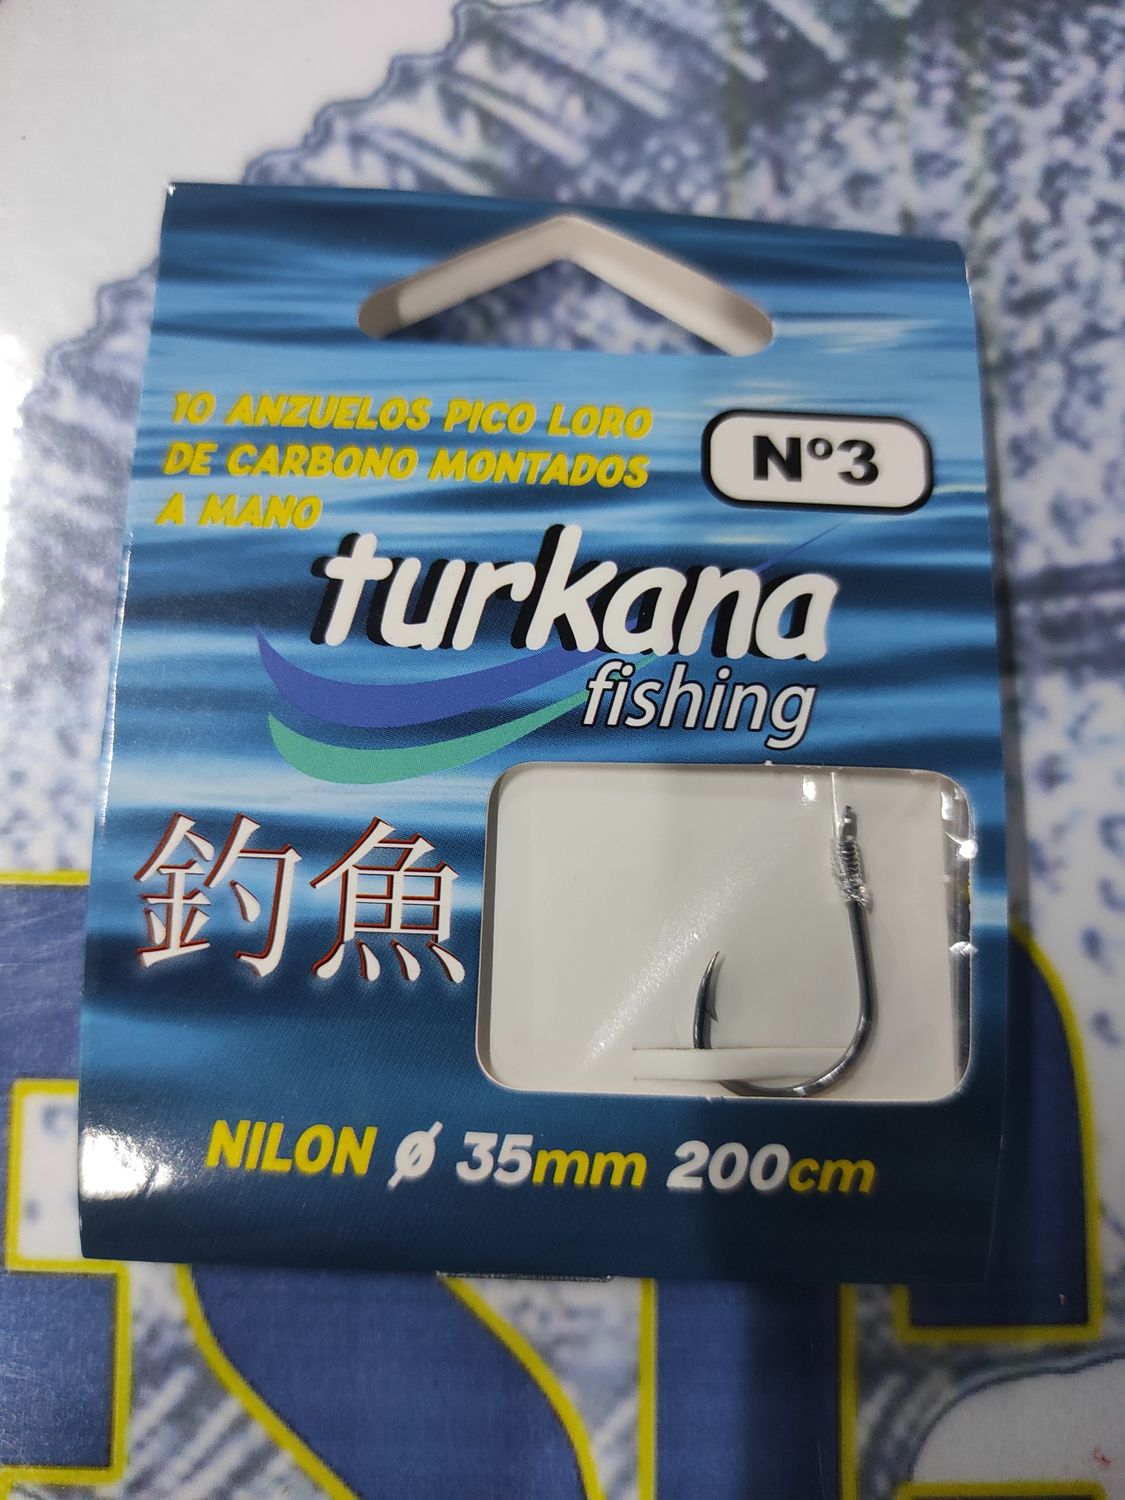 10 ANZUELOS PICO LORO
DE CARBONO MONTADOS
A MANO
Nº3
turkana
fishing
釣魚
NILON Ø 35mm 200cm